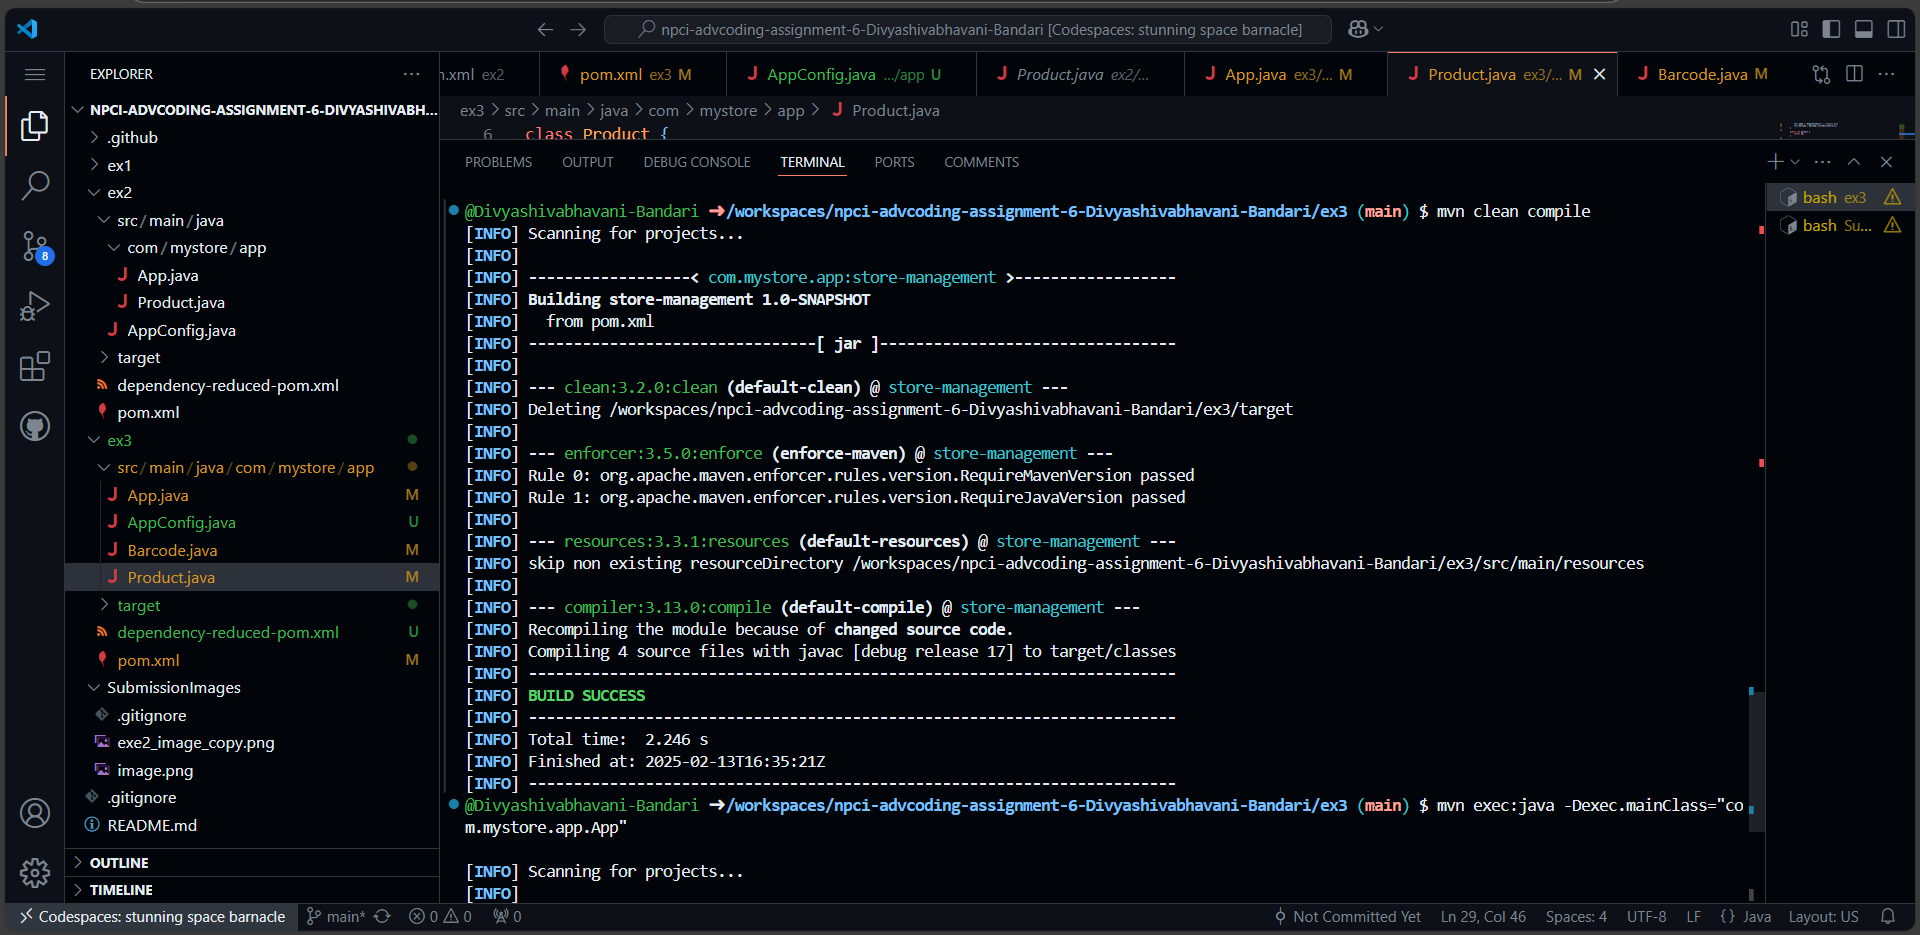 npci-advcoding-assignment-6-Divyashivabhavani-Bandari [Codespaces: stunning space barnacle]
EXPLORER
NPCI-ADVCODING-ASSIGNMENT-6-DIVYASHIVABH...
.github
ex1
ex2
src/main/java
com/mystore/app
App.java
Product.java
AppConfig.java
target
dependency-reduced-pom.xml
pom.xml
ex3
src/main/java/com/mystore/app
App.java M
AppConfig.java U
Barcode.java M
Product.java M
target
dependency-reduced-pom.xml U
pom.xml M
SubmissionImages
.gitignore
exe2_image_copy.png
image.png
.gitignore
README.md
OUTLINE
TIMELINE
8
n.xml ex2
pom.xml ex3 M
AppConfig.java .../app U
Product.java ex2/...
App.java ex3/... M
Product.java ex3/... M
Barcode.java M
ex3 > src > main > java > com > mystore > app > Product.java
6 class Product {
PROBLEMS OUTPUT DEBUG CONSOLE TERMINAL PORTS COMMENTS
bash ex3
bash Su...
@Divyashivabhavani-Bandari ➜/workspaces/npci-advcoding-assignment-6-Divyashivabhavani-Bandari/ex3 (main) $ mvn clean compile
[INFO] Scanning for projects...
[INFO]
[INFO] ------------------< com.mystore.app:store-management >------------------
[INFO] Building store-management 1.0-SNAPSHOT
[INFO]   from pom.xml
[INFO] --------------------------------[ jar ]---------------------------------
[INFO]
[INFO] --- clean:3.2.0:clean (default-clean) @ store-management ---
[INFO] Deleting /workspaces/npci-advcoding-assignment-6-Divyashivabhavani-Bandari/ex3/target
[INFO]
[INFO] --- enforcer:3.5.0:enforce (enforce-maven) @ store-management ---
[INFO] Rule 0: org.apache.maven.enforcer.rules.version.RequireMavenVersion passed
[INFO] Rule 1: org.apache.maven.enforcer.rules.version.RequireJavaVersion passed
[INFO]
[INFO] --- resources:3.3.1:resources (default-resources) @ store-management ---
[INFO] skip non existing resourceDirectory /workspaces/npci-advcoding-assignment-6-Divyashivabhavani-Bandari/ex3/src/main/resources
[INFO]
[INFO] --- compiler:3.13.0:compile (default-compile) @ store-management ---
[INFO] Recompiling the module because of changed source code.
[INFO] Compiling 4 source files with javac [debug release 17] to target/classes
[INFO] ------------------------------------------------------------------------
[INFO] BUILD SUCCESS
[INFO] ------------------------------------------------------------------------
[INFO] Total time:  2.246 s
[INFO] Finished at: 2025-02-13T16:35:21Z
[INFO] ------------------------------------------------------------------------
@Divyashivabhavani-Bandari ➜/workspaces/npci-advcoding-assignment-6-Divyashivabhavani-Bandari/ex3 (main) $ mvn exec:java -Dexec.mainClass="co
m.mystore.app.App"
[INFO] Scanning for projects...
[INFO]
Codespaces: stunning space barnacle main* 0 0 0 Not Committed Yet Ln 29, Col 46 Spaces: 4 UTF-8 LF {} Java Layout: US